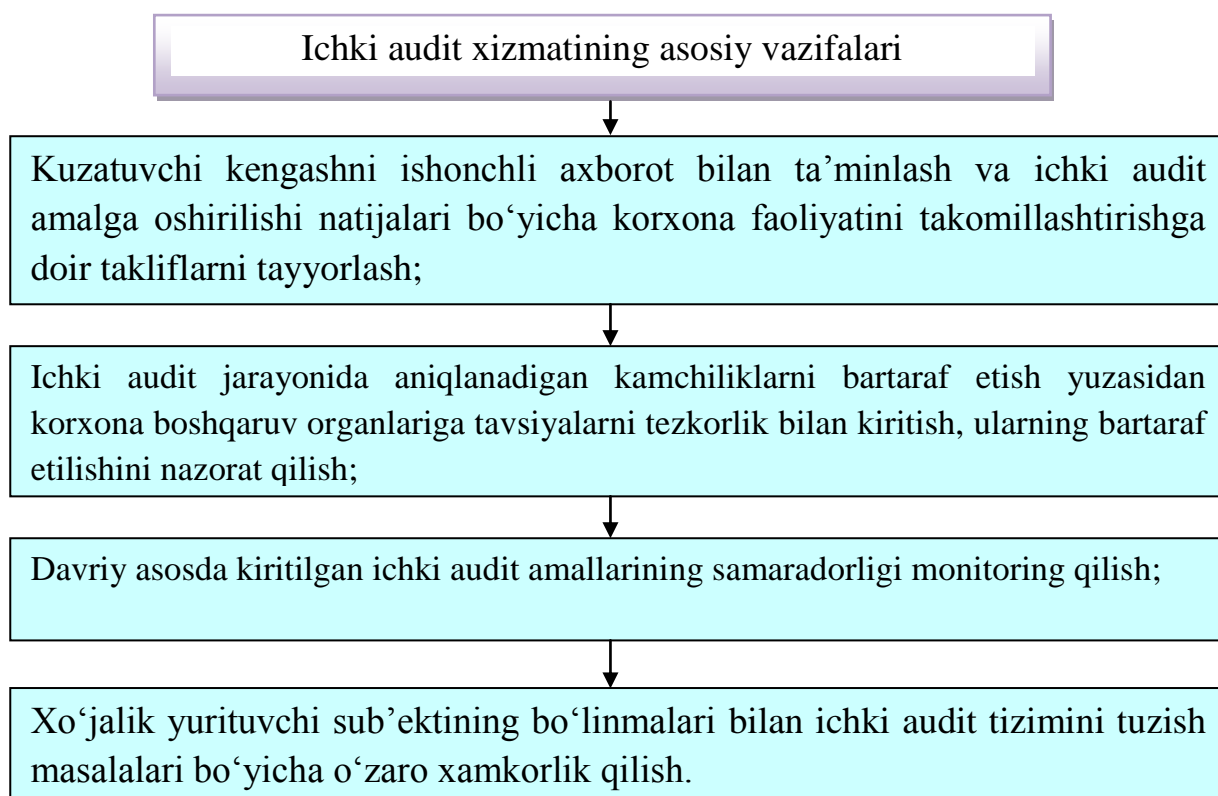 Ichki audit xizmatining asosiy vazifalari
Kuzatuvchi kengashni ishonchli axborot bilan ta’minlash va ichki audit
amalga oshirilishi natijalari bo‘yicha korxona faoliyatini takomillashtirishga
doir takliflarni tayyorlash;
Ichki audit jarayonida aniqlanadigan kamchiliklarni bartaraf etish yuzasidan
korxona boshqaruv organlariga tavsiyalarni tezkorlik bilan kiritish, ularning bartaraf
etilishini nazorat qilish;
Davriy asosda kiritilgan ichki audit amallarining samaradorligi monitoring qilish;
Xo‘jalik yurituvchi sub’ektining bo‘linmalari bilan ichki audit tizimini tuzish
masalalari bo‘yicha o‘zaro xamkorlik qilish.